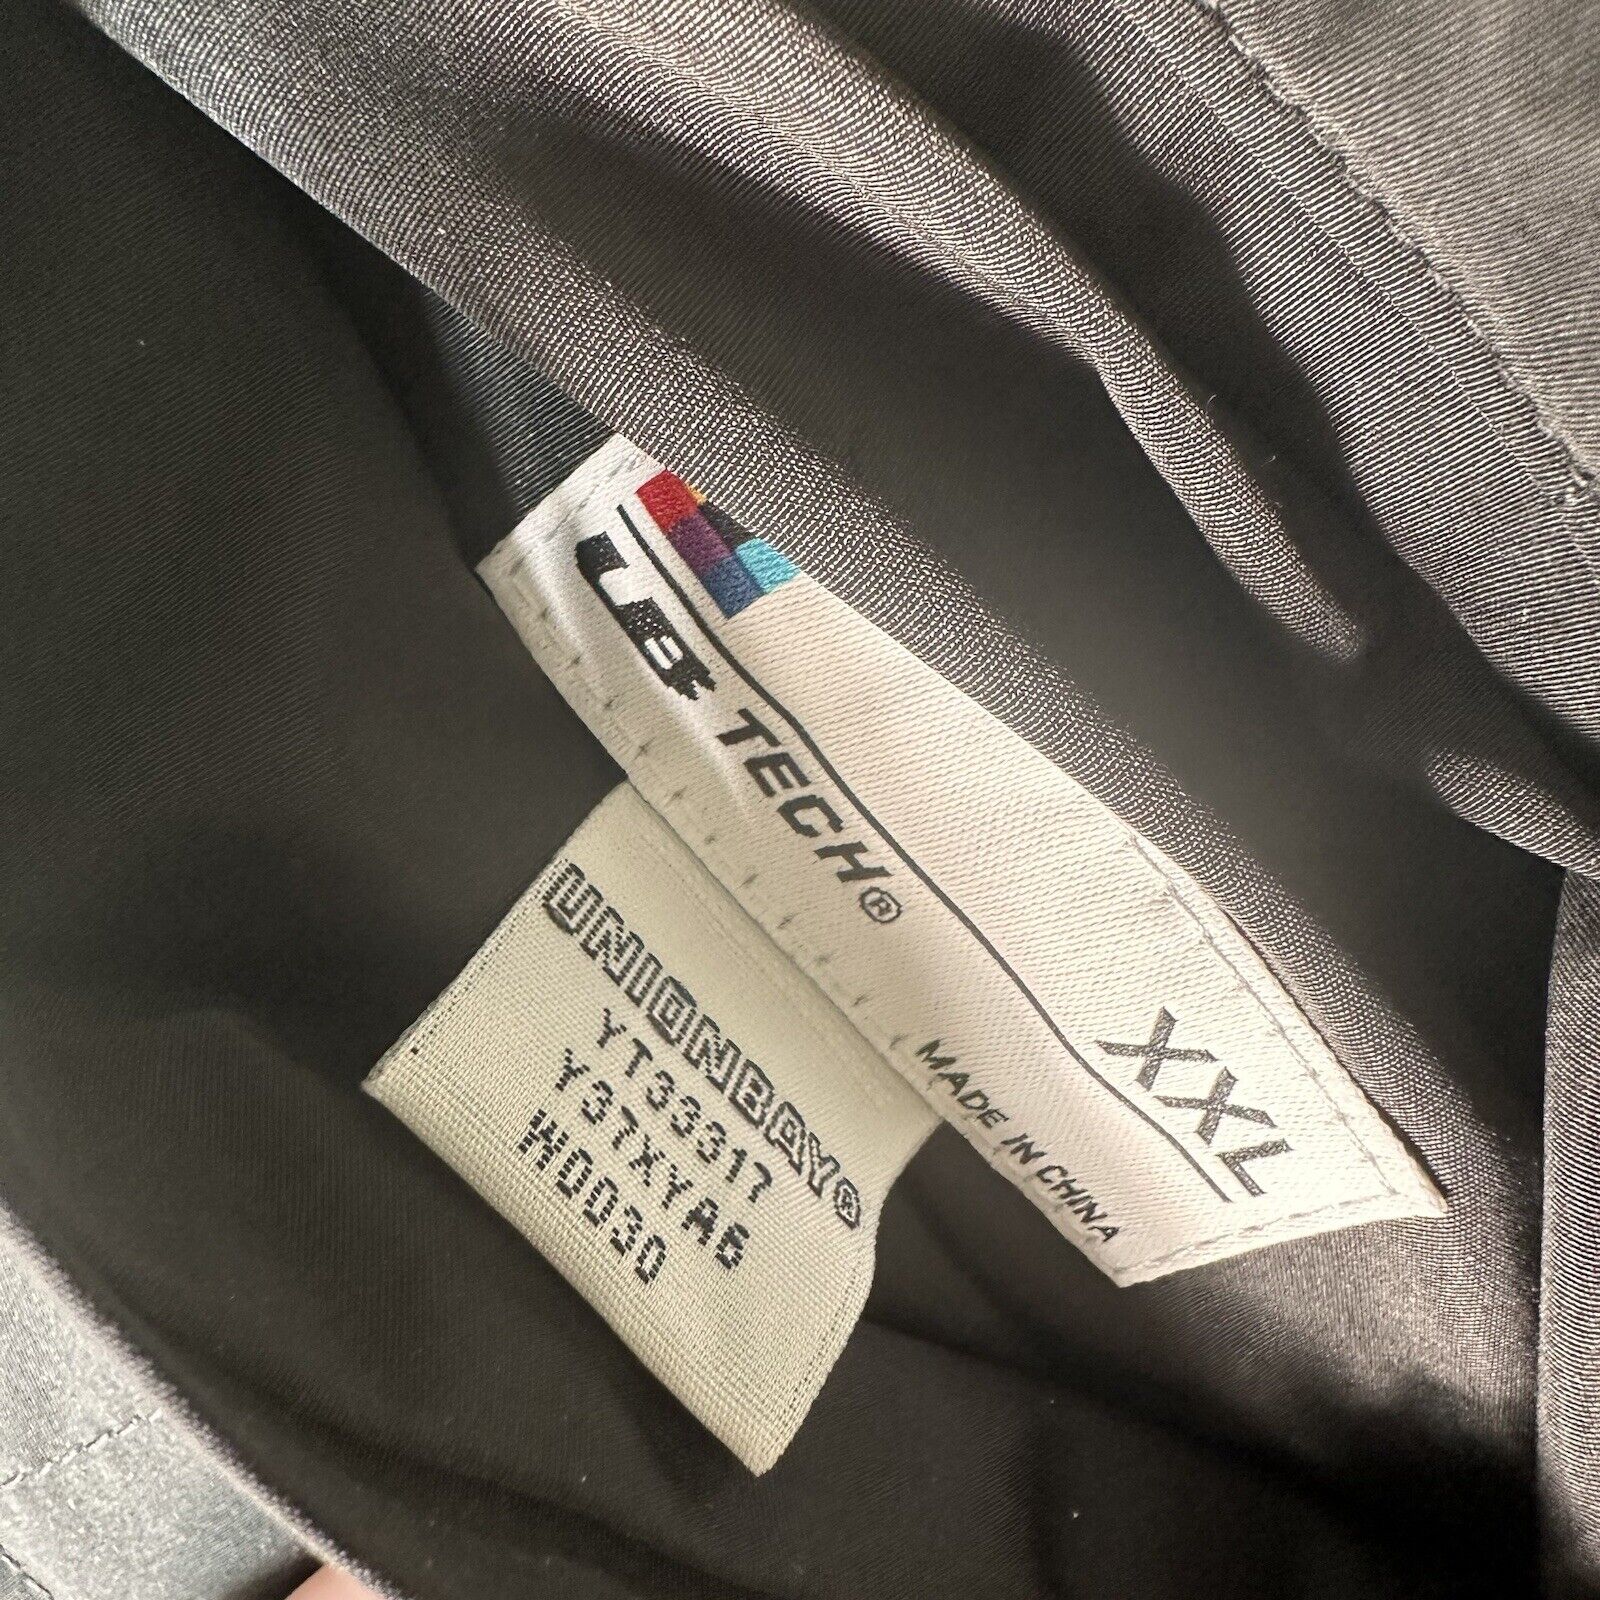 UB TECH®
XXL
MADE IN CHINA
UNIONBAY®
YT33317
Y37XYA6
W0030